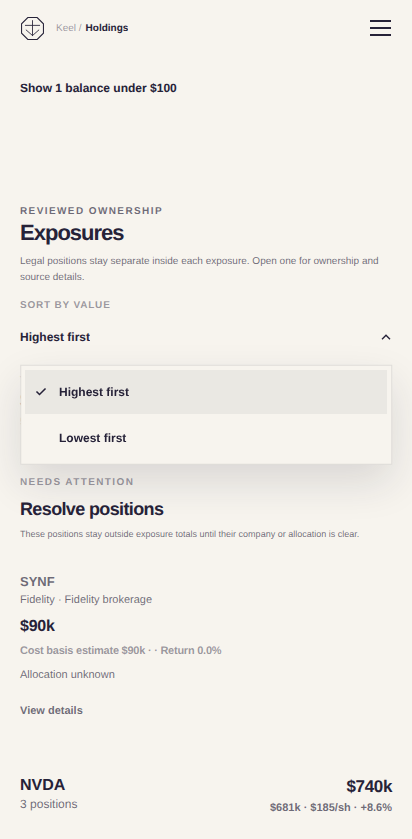 Keel / Holdings
Show 1 balance under $100
REVIEWED OWNERSHIP
Exposures
Legal positions stay separate inside each exposure. Open one for ownership and
source details.
SORT BY VALUE
Highest first
Highest first
Lowest first
NEEDS ATTENTION
Resolve positions
These positions stay outside exposure totals until their company or allocation is clear.
SYNF
Fidelity · Fidelity brokerage
$90k
Cost basis estimate $90k · · Return 0.0%
Allocation unknown
View details
NVDA
$740k
3 positions
$681k · $185/sh · +8.6%